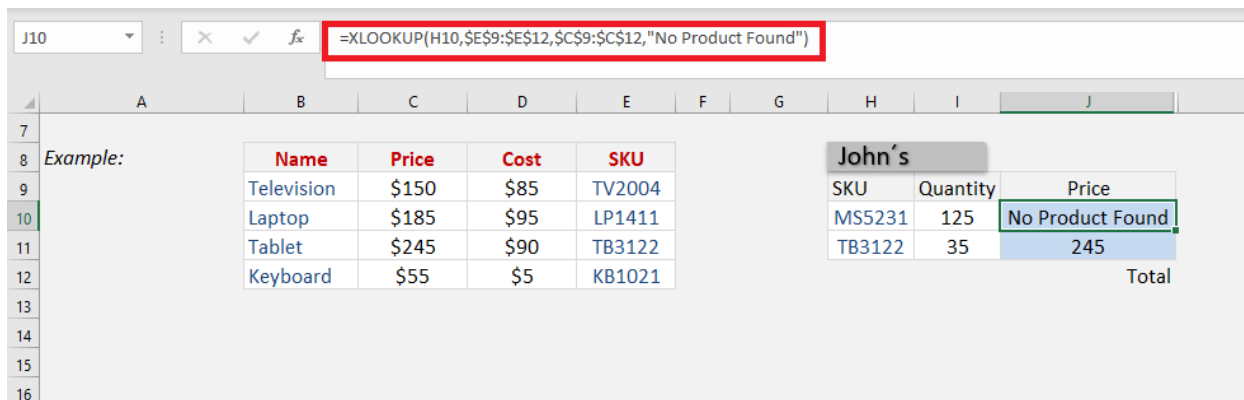 J10 fx =XLOOKUP(H10,$E$9:$E$12,$C$9:$C$12,"No Product Found")
A B C D E F G H I J
7
8 Example: Name Price Cost SKU John´s
9 Television $150 $85 TV2004 SKU Quantity Price
10 Laptop $185 $95 LP1411 MS5231 125 No Product Found
11 Tablet $245 $90 TB3122 TB3122 35 245
12 Keyboard $55 $5 KB1021 Total
13
14
15
16